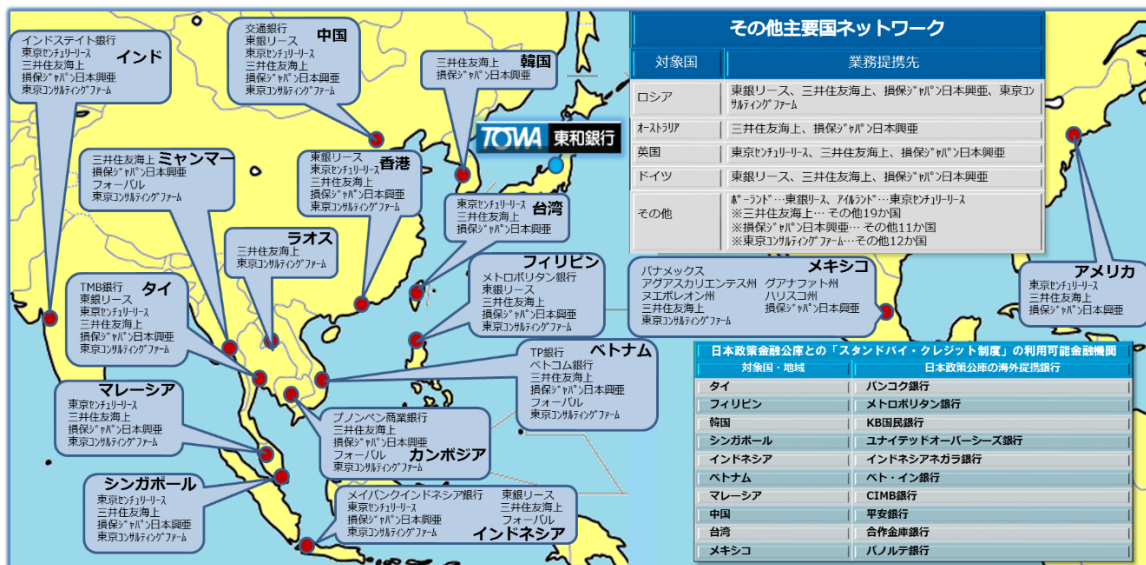 インドステイト銀行
東京ｾﾝﾁｭﾘｰﾘｰｽ
三井住友海上
損保ｼﾞｬﾊﾟﾝ日本興亜
東京コンサルティングファーム
インド
交通銀行
東銀リース
東京ｾﾝﾁｭﾘｰﾘｰｽ
三井住友海上
損保ｼﾞｬﾊﾟﾝ日本興亜
東京ｺﾝｻﾙﾃｨﾝｸﾞﾌｧｰﾑ
中国
三井住友海上
損保ｼﾞｬﾊﾟﾝ日本興亜
韓国
TOWA 東和銀行
三井住友海上
損保ｼﾞｬﾊﾟﾝ日本興亜
フォーバル
東京ｺﾝｻﾙﾃｨﾝｸﾞﾌｧｰﾑ
ミャンマー
東銀リース
東京ｾﾝﾁｭﾘｰﾘｰｽ
三井住友海上
損保ｼﾞｬﾊﾟﾝ日本興亜
東京ｺﾝｻﾙﾃｨﾝｸﾞﾌｧｰﾑ
香港
東京ｾﾝﾁｭﾘｰﾘｰｽ
三井住友海上
損保ｼﾞｬﾊﾟﾝ日本興亜
台湾
ラオス
三井住友海上
東京ｺﾝｻﾙﾃｨﾝｸﾞﾌｧｰﾑ
フィリピン
メトロポリタン銀行
東銀リース
三井住友海上
損保ｼﾞｬﾊﾟﾝ日本興亜
東京ｺﾝｻﾙﾃｨﾝｸﾞﾌｧｰﾑ
TMB銀行
東銀リース
東京ｾﾝﾁｭﾘｰﾘｰｽ
三井住友海上
損保ｼﾞｬﾊﾟﾝ日本興亜
東京ｺﾝｻﾙﾃｨﾝｸﾞﾌｧｰﾑ
タイ
TP銀行
ベトコム銀行
三井住友海上
損保ｼﾞｬﾊﾟﾝ日本興亜
フォーバル
東京ｺﾝｻﾙﾃｨﾝｸﾞﾌｧｰﾑ
ベトナム
マレーシア
東京ｾﾝﾁｭﾘｰﾘｰｽ
三井住友海上
損保ｼﾞｬﾊﾟﾝ日本興亜
東京ｺﾝｻﾙﾃｨﾝｸﾞﾌｧｰﾑ
プノンペン商業銀行
三井住友海上
損保ｼﾞｬﾊﾟﾝ日本興亜
フォーバル
東京ｺﾝｻﾙﾃｨﾝｸﾞﾌｧｰﾑ
カンボジア
シンガポール
東京ｾﾝﾁｭﾘｰﾘｰｽ
三井住友海上
損保ｼﾞｬﾊﾟﾝ日本興亜
東京ｺﾝｻﾙﾃｨﾝｸﾞﾌｧｰﾑ
メイバンクインドネシア銀行 東銀リース
東京ｾﾝﾁｭﾘｰﾘｰｽ 三井住友海上
損保ｼﾞｬﾊﾟﾝ日本興亜 フォーバル
東京ｺﾝｻﾙﾃｨﾝｸﾞﾌｧｰﾑ インドネシア
その他主要国ネットワーク
対象国 業務提携先
ロシア 東銀リース、三井住友海上、損保ｼﾞｬﾊﾟﾝ日本興亜、東京ｺﾝ
ｻﾙﾃｨﾝｸﾞﾌｧｰﾑ
ｵｰｽﾄﾗﾘｱ 三井住友海上、損保ｼﾞｬﾊﾟﾝ日本興亜
英国 東京ｾﾝﾁｭﾘｰﾘｰｽ、三井住友海上、損保ｼﾞｬﾊﾟﾝ日本興亜
ドイツ 東銀リース、三井住友海上、損保ｼﾞｬﾊﾟﾝ日本興亜
その他 ﾎﾟｰﾗﾝﾄﾞ…東銀リース、ｱｲﾙﾗﾝﾄﾞ…東京ｾﾝﾁｭﾘｰﾘｰｽ
※三井住友海上… その他19か国
※損保ｼﾞｬﾊﾟﾝ日本興亜… その他11か国
※東京ｺﾝｻﾙﾃｨﾝｸﾞﾌｧｰﾑ…その他12か国
メキシコ
バナメックス
アグアスカリエンテス州 グアナファト州
ヌエボレオン州 ハリスコ州
三井住友海上 損保ｼﾞｬﾊﾟﾝ日本興亜
東京ｺﾝｻﾙﾃｨﾝｸﾞﾌｧｰﾑ
アメリカ
東京ｾﾝﾁｭﾘｰﾘｰｽ
三井住友海上
損保ｼﾞｬﾊﾟﾝ日本興亜
日本政策金融公庫との「スタンドバイ・クレジット制度」の利用可能金融機関
対象国・地域 日本政策公庫の海外提携銀行
タイ バンコク銀行
フィリピン メトロポリタン銀行
韓国 KB国民銀行
シンガポール ユナイテッドオーバーシーズ銀行
インドネシア インドネシアネガラ銀行
ベトナム ベト・イン銀行
マレーシア CIMB銀行
中国 平安銀行
台湾 合作金庫銀行
メキシコ バノルテ銀行